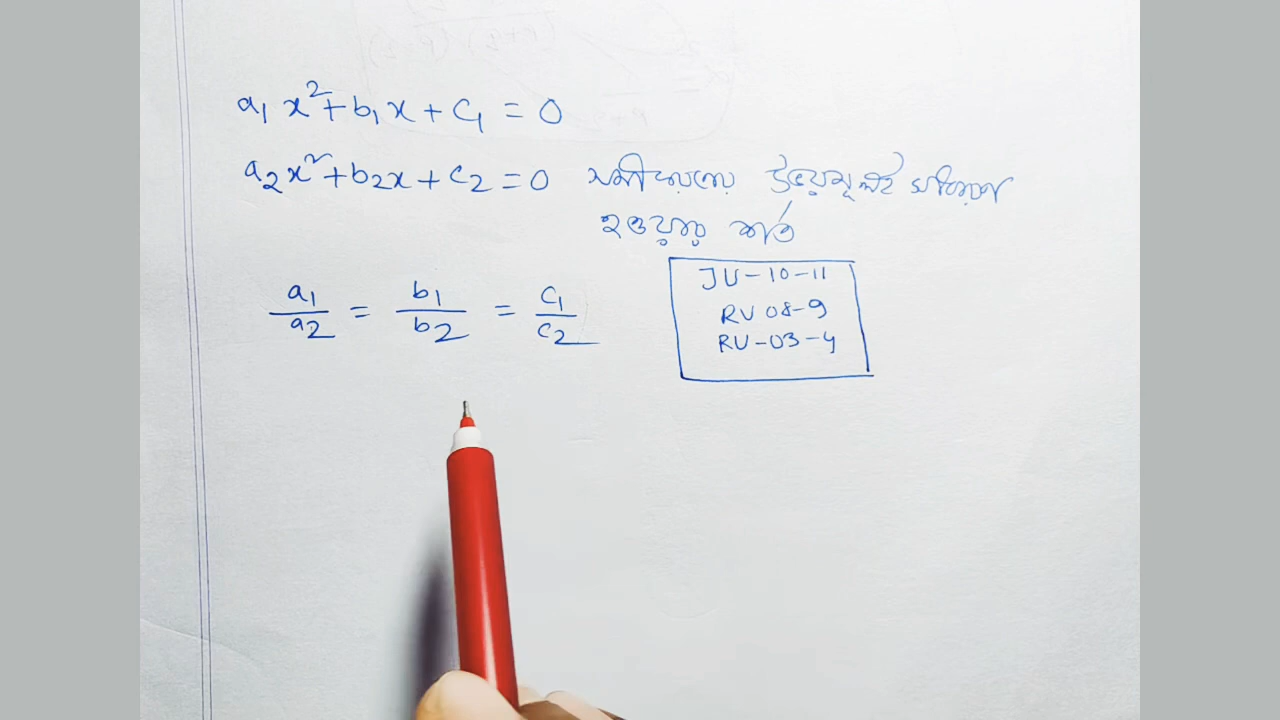 a₁x²+b₁x+c₁=0
a₂x²+b₂x+c₂=0 সমীকরণের উভয়মূলই সাধারণ
হওয়ার শর্ত
a₁/a₂ = b₁/b₂ = c₁/c₂
JU-10-11
RU 08-9
RU-03-4